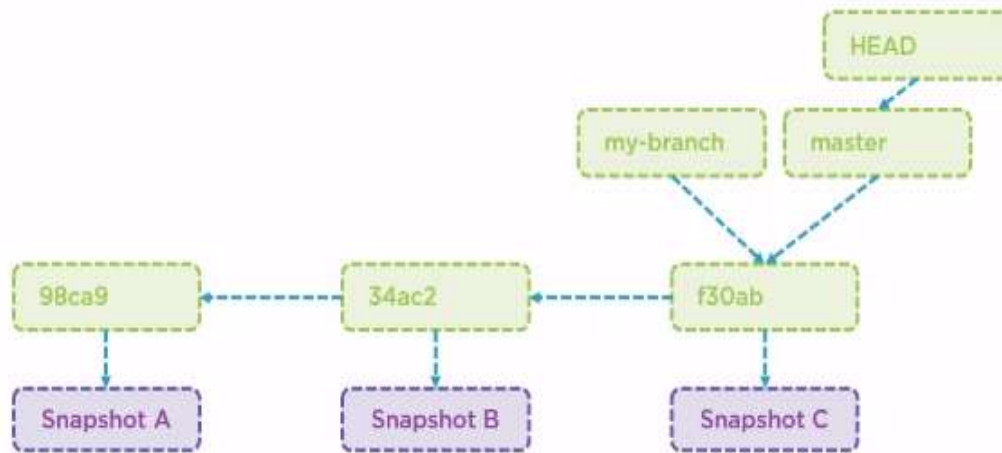 HEAD
my-branch
master
98ca9
34ac2
f30ab
Snapshot A
Snapshot B
Snapshot C